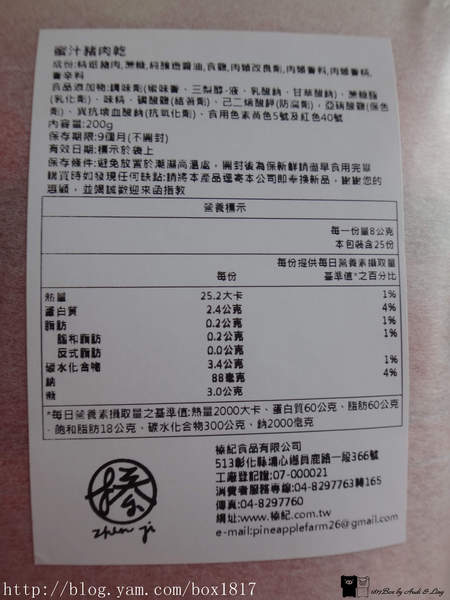 蜜汁豬肉乾
成份:精選豬肉,蔗糖,純釀造醬油,食鹽,肉類改良劑,肉類香料,肉類香精,
香辛料
食品添加物:調味劑(
(乳化劑)、味精、磷酸鹽(結著劑)、己二烯酸鉀(防腐劑)、亞硝酸鹽(保色
劑)、異抗壞血酸鈉(抗氧化劑)、食用色素黃色5號及紅色40號
內容量:200g
保存期限:9個月(不開封)
有效日期:標示於袋上
保存條件:避免放置於潮濕高溫處,開封後為保新鮮請儘早食用完畢
購買時如發現任何缺點:請將本產品逕寄本公司即奉換新品,謝謝您的
惠顧,並竭誠歡迎來函指教
營養標示
每一份量8公克
本包裝含25份
每份提供每日營養素攝取量
每份 基準值*之百分比
熱量 25.2大卡 1%
蛋白質 2.4公克 4%
脂肪 0.2公克 1%
飽和脂肪 0.2公克 1%
反式脂肪 0.0公克
碳水化合物 3.4公克 1%
鈉 88毫克 4%
糖 3.0公克
*每日營養素攝取量之基準值:熱量2000大卡、蛋白質60公克、脂肪60公克
、飽和脂肪18公克、碳水化合物300公克、鈉2000毫克
榛紀食品有限公司
513彰化縣埔心鄉員鹿路一段366號
工廠登記證:07-000021
消費者服務專線:04-8297763轉165
傳真:04-8297760
網址:www.榛紀.com.tw
e-mail:pineapplefarm26@gmail.com
榛
zhen ji
http://blog.yam.com/box1817
1817Box by Andi & Ling